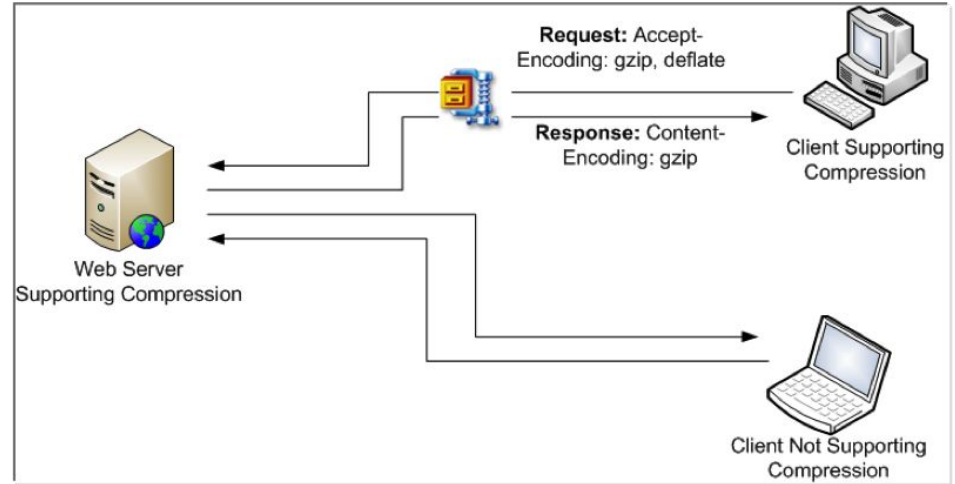 Request: Accept-
Encoding: gzip, deflate
Response: Content-
Encoding: gzip
Client Supporting
Compression
Web Server
Supporting Compression
Client Not Supporting
Compression